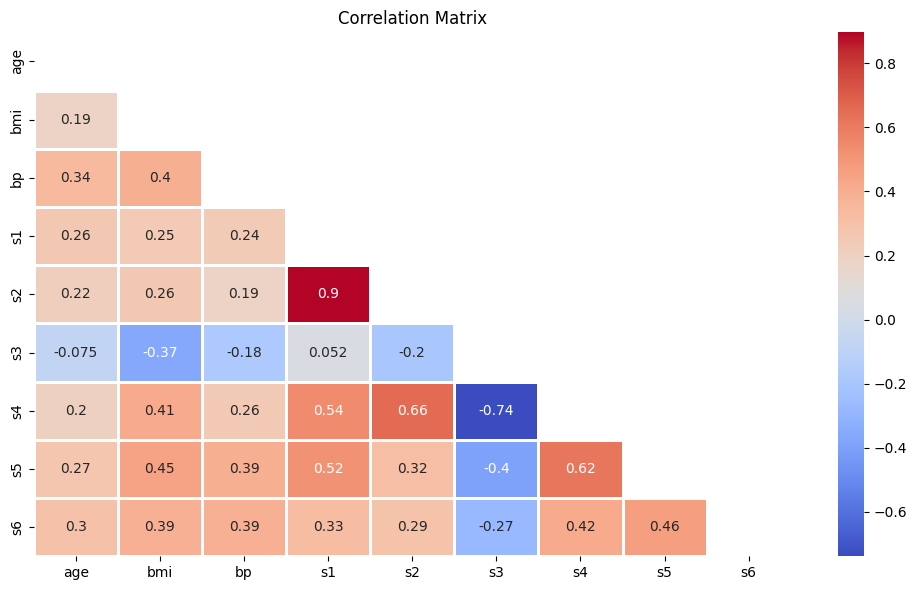 Correlation Matrix
age
bmi 0.19
bp 0.34 0.4
s1 0.26 0.25 0.24
s2 0.22 0.26 0.19 0.9
s3 -0.075 -0.37 -0.18 0.052 -0.2
s4 0.2 0.41 0.26 0.54 0.66 -0.74
s5 0.27 0.45 0.39 0.52 0.32 -0.4 0.62
s6 0.3 0.39 0.39 0.33 0.29 -0.27 0.42 0.46
age bmi bp s1 s2 s3 s4 s5 s6
0.8
0.6
0.4
0.2
0.0
−0.2
−0.4
−0.6